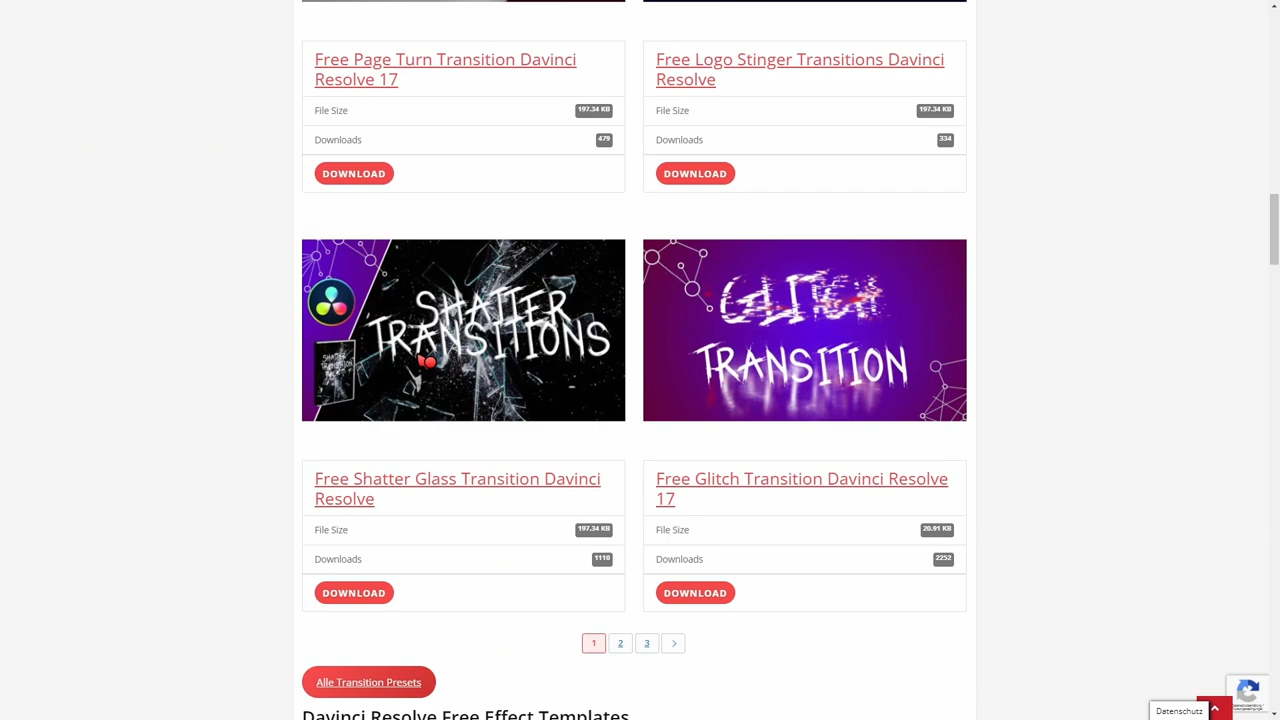 Free Page Turn Transition Davinci Resolve 17
File Size 197.34 KB
Downloads 479
DOWNLOAD
Free Logo Stinger Transitions Davinci Resolve
File Size 197.34 KB
Downloads 334
DOWNLOAD
SHATTER
TRANSITIONS
GLITCH
TRANSITION
Free Shatter Glass Transition Davinci
Resolve
File Size 197.34 KB
Downloads 1110
DOWNLOAD
Free Glitch Transition Davinci Resolve
17
File Size 20.91 KB
Downloads 2252
DOWNLOAD
1 2 3
Alle Transition Presets
Davinci Resolve Free Effect Templates
Datenschutz